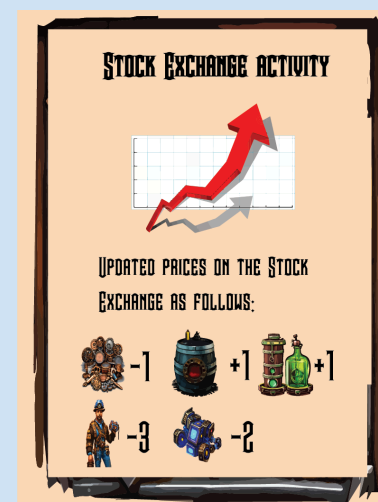 Stock Exchange activity
Updated prices on the Stock
Exchange as follows:
-1 +1 +1
-3 -2